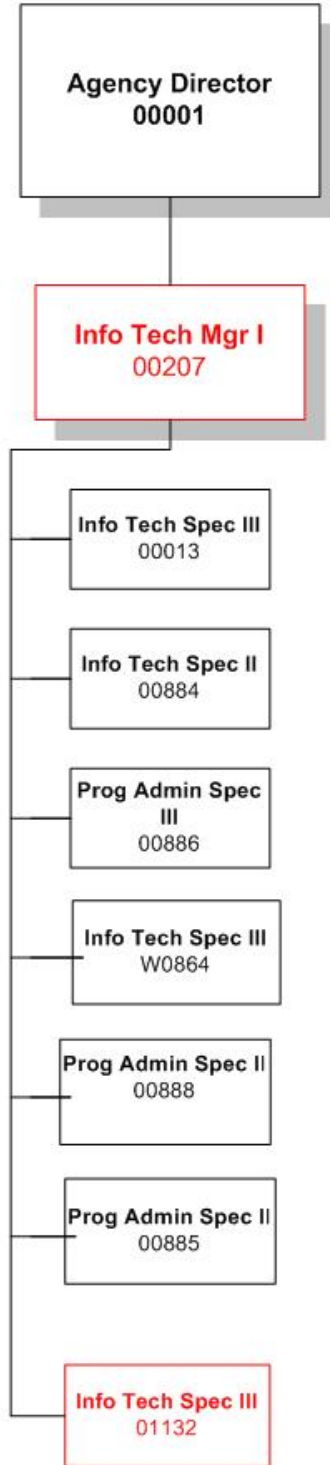 Agency Director
00001
Info Tech Mgr I
00207
Info Tech Spec III
00013
Info Tech Spec II
00884
Prog Admin Spec
III
00886
Info Tech Spec III
W0864
Prog Admin Spec II
00888
Prog Admin Spec II
00885
Info Tech Spec III
01132